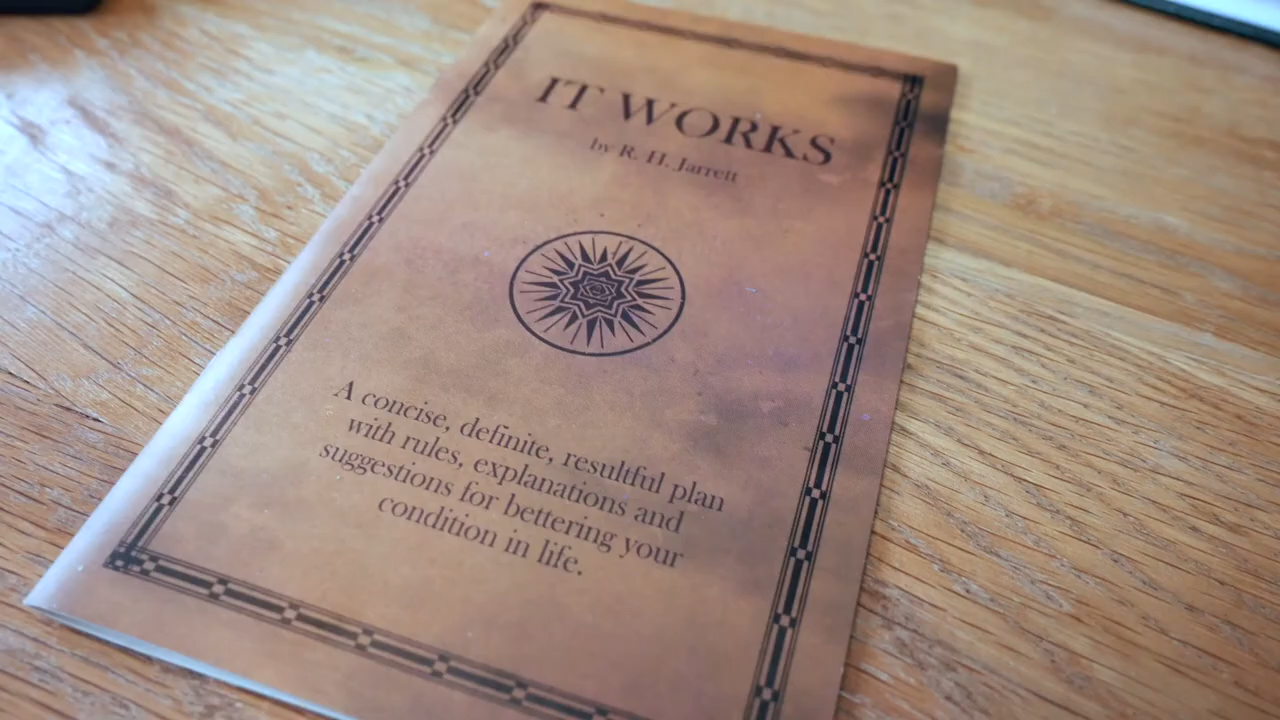 IT WORKS
by R. H. Jarrett
A concise, definite, resultful plan
with rules, explanations and
suggestions for bettering your
condition in life.